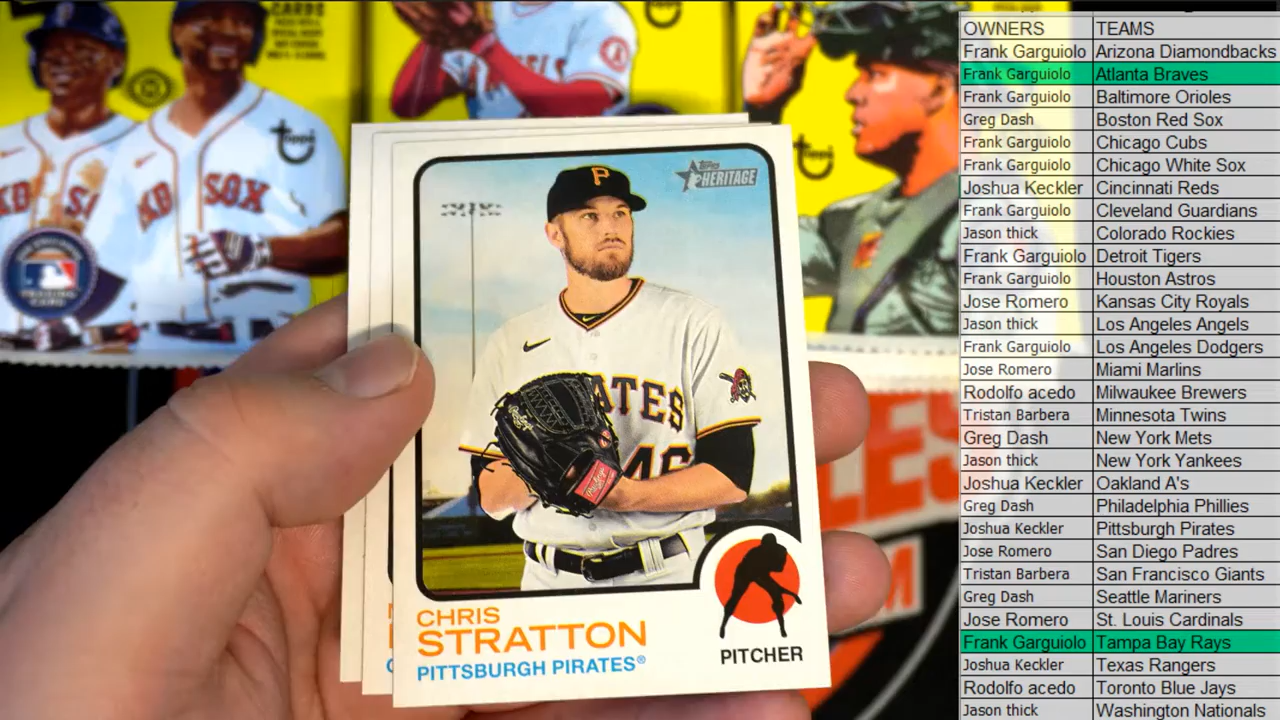 CARDS
topps
KB SOX
TOPPS
HERITAGE
P
ATES
46
Rawlings
CHRIS
STRATTON
PITTSBURGH PIRATES®
PITCHER
OWNERS TEAMS
Frank Garguiolo Arizona Diamondbacks
Frank Garguiolo Atlanta Braves
Frank Garguiolo Baltimore Orioles
Greg Dash Boston Red Sox
Frank Garguiolo Chicago Cubs
Frank Garguiolo Chicago White Sox
Joshua Keckler Cincinnati Reds
Frank Garguiolo Cleveland Guardians
Jason thick Colorado Rockies
Frank Garguiolo Detroit Tigers
Frank Garguiolo Houston Astros
Jose Romero Kansas City Royals
Jason thick Los Angeles Angels
Frank Garguiolo Los Angeles Dodgers
Jose Romero Miami Marlins
Rodolfo acedo Milwaukee Brewers
Tristan Barbera Minnesota Twins
Greg Dash New York Mets
Jason thick New York Yankees
Joshua Keckler Oakland A's
Greg Dash Philadelphia Phillies
Joshua Keckler Pittsburgh Pirates
Jose Romero San Diego Padres
Tristan Barbera San Francisco Giants
Greg Dash Seattle Mariners
Jose Romero St. Louis Cardinals
Frank Garguiolo Tampa Bay Rays
Joshua Keckler Texas Rangers
Rodolfo acedo Toronto Blue Jays
Jason thick Washington Nationals